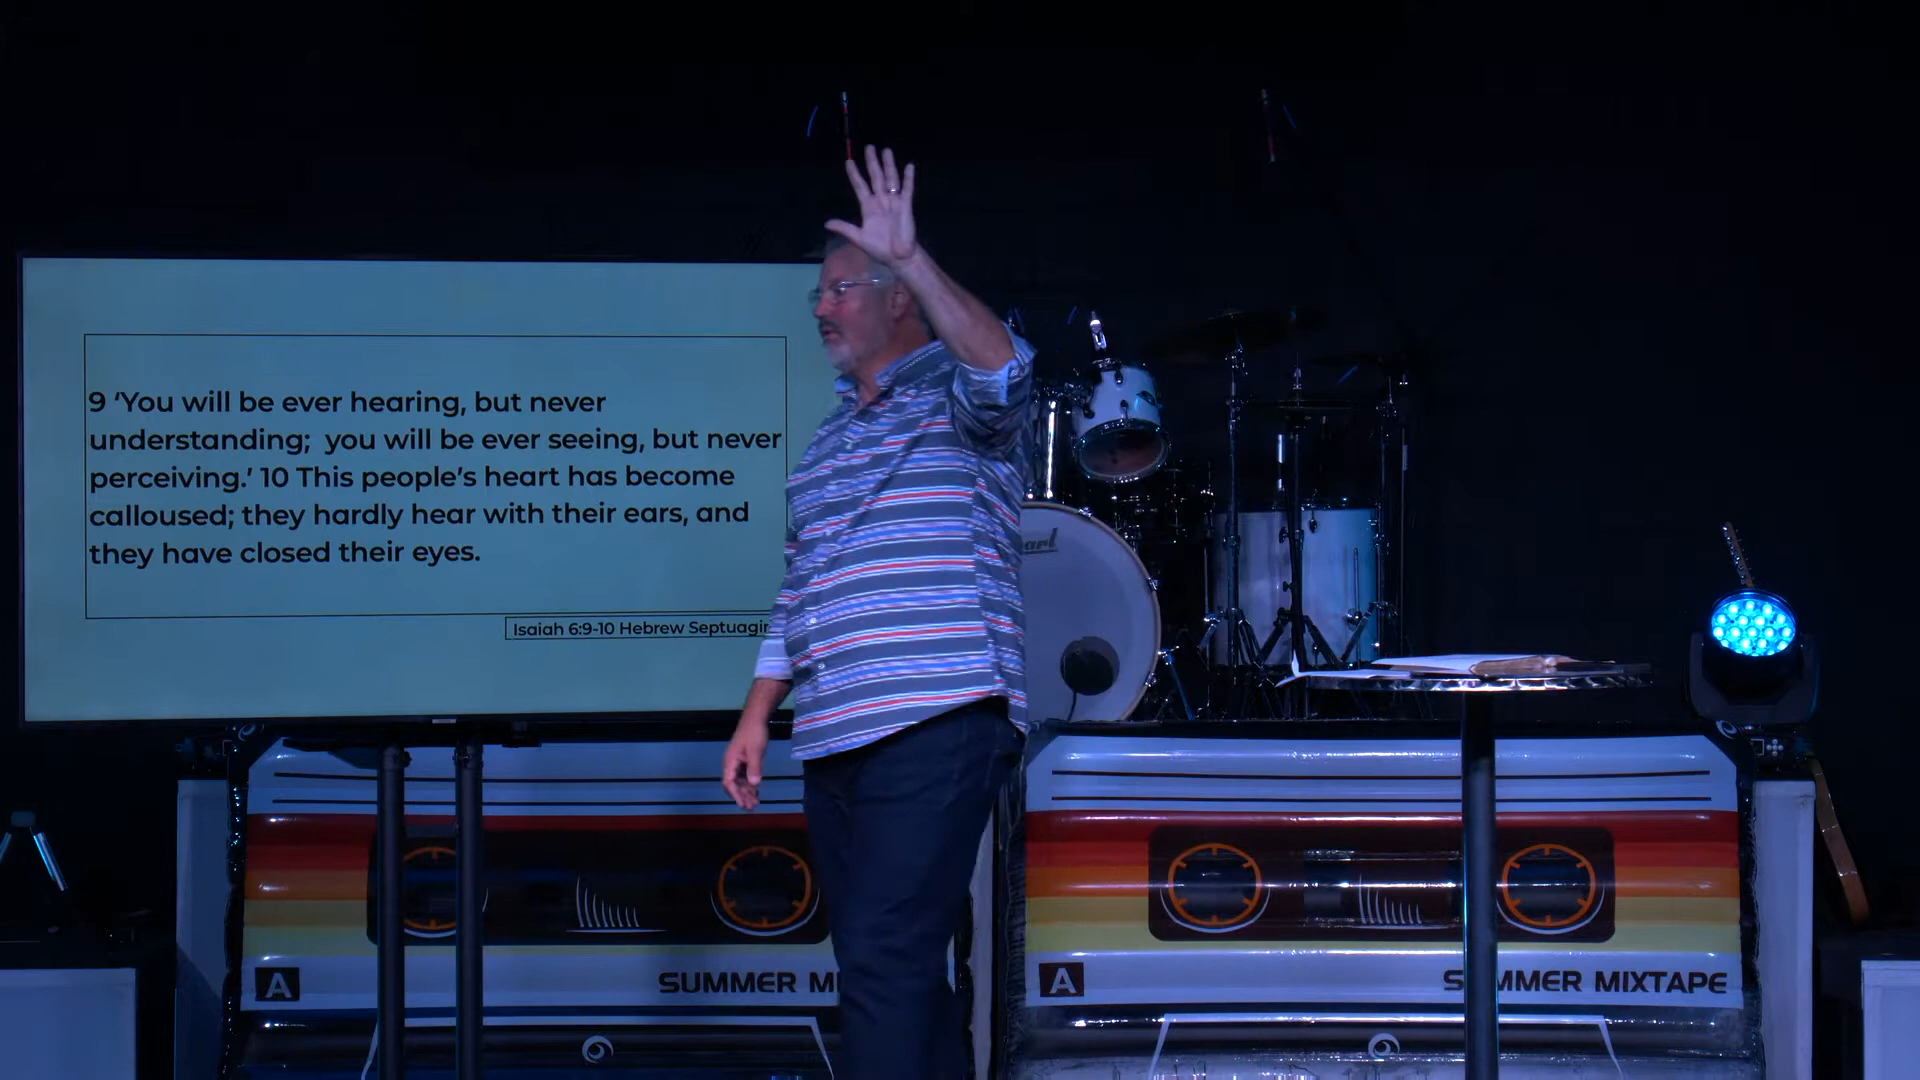 9 ‘You will be ever hearing, but never
understanding; you will be ever seeing, but never
perceiving.’ 10 This people’s heart has become
calloused; they hardly hear with their ears, and
they have closed their eyes.
Isaiah 6:9-10 Hebrew
A
SUMMER
A
SUMMER MIXTAPE